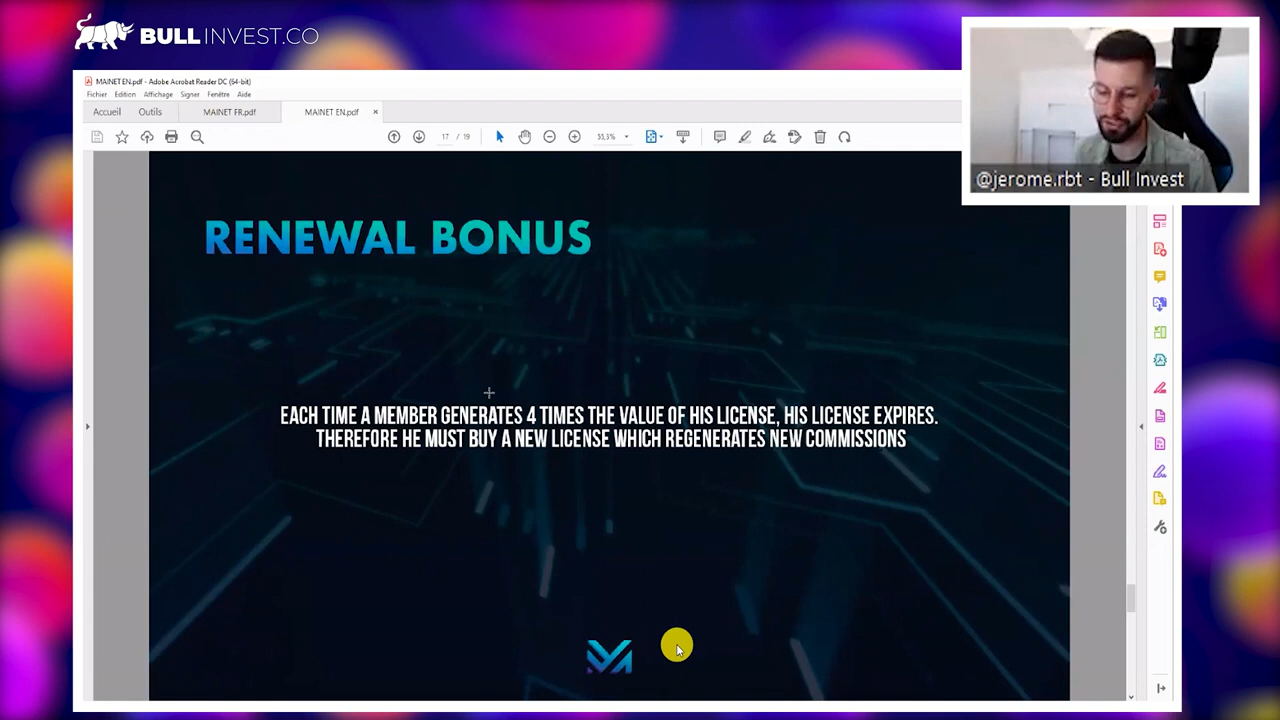 BULLINVEST.CO
MAINET EN.pdf - Adobe Acrobat Reader DC (64-bit)
Fichier Edition Affichage Signer Fenêtre Aide
Accueil Outils MAINET FR.pdf MAINET EN.pdf ×
17 / 19 55,3%
@jerome.rbt - Bull Invest
RENEWAL BONUS
EACH TIME A MEMBER GENERATES 4 TIMES THE VALUE OF HIS LICENSE, HIS LICENSE EXPIRES.
THEREFORE HE MUST BUY A NEW LICENSE WHICH REGENERATES NEW COMMISSIONS